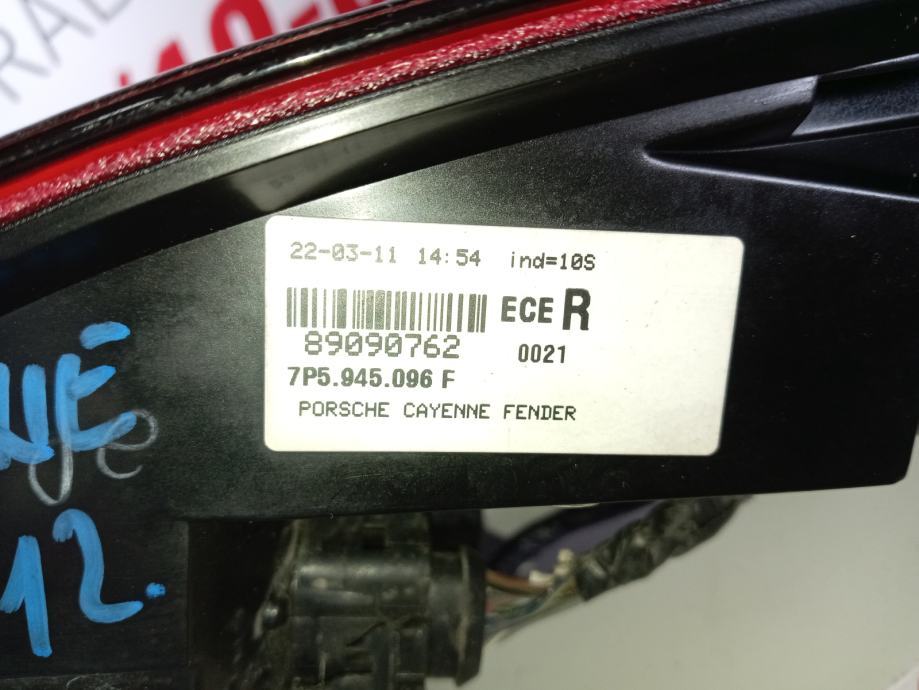 22-03-11 14:54 ind=10S
ECE R
89090762 0021
7P5.945.096 F
PORSCHE CAYENNE FENDER
12.